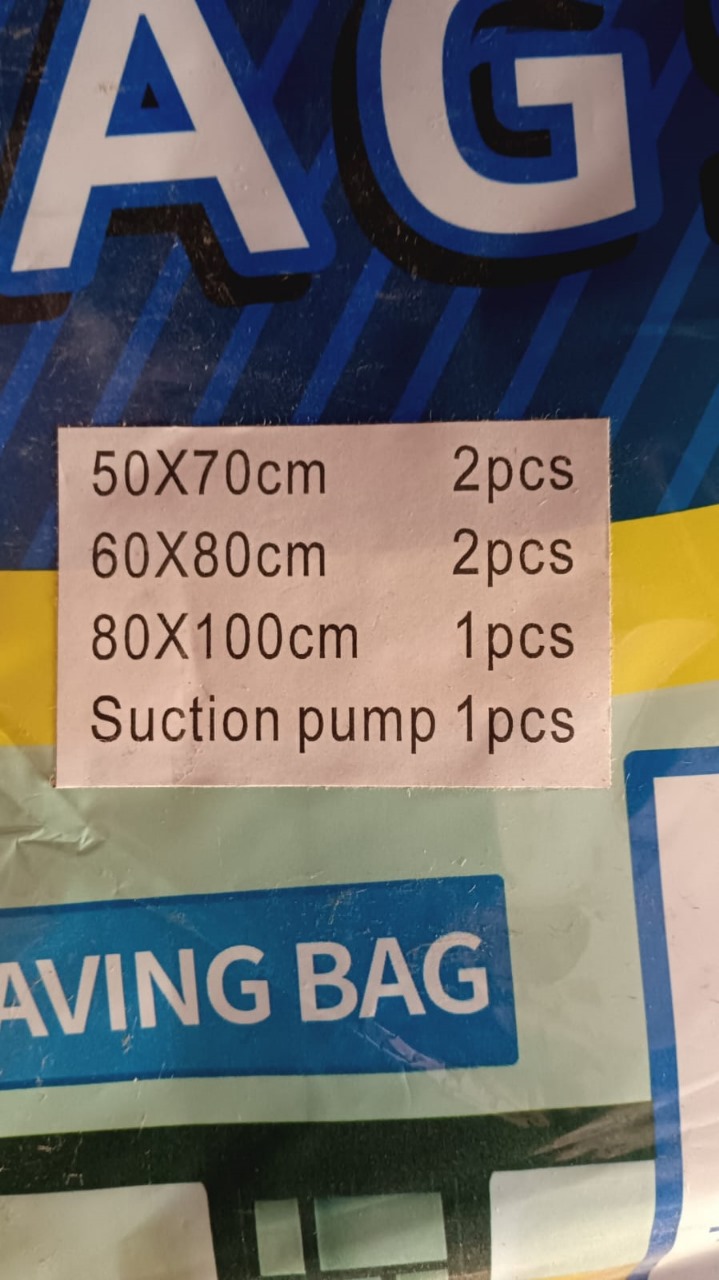 AG
50X70cm 2pcs
60X80cm 2pcs
80X100cm 1pcs
Suction pump 1pcs
AVING BAG